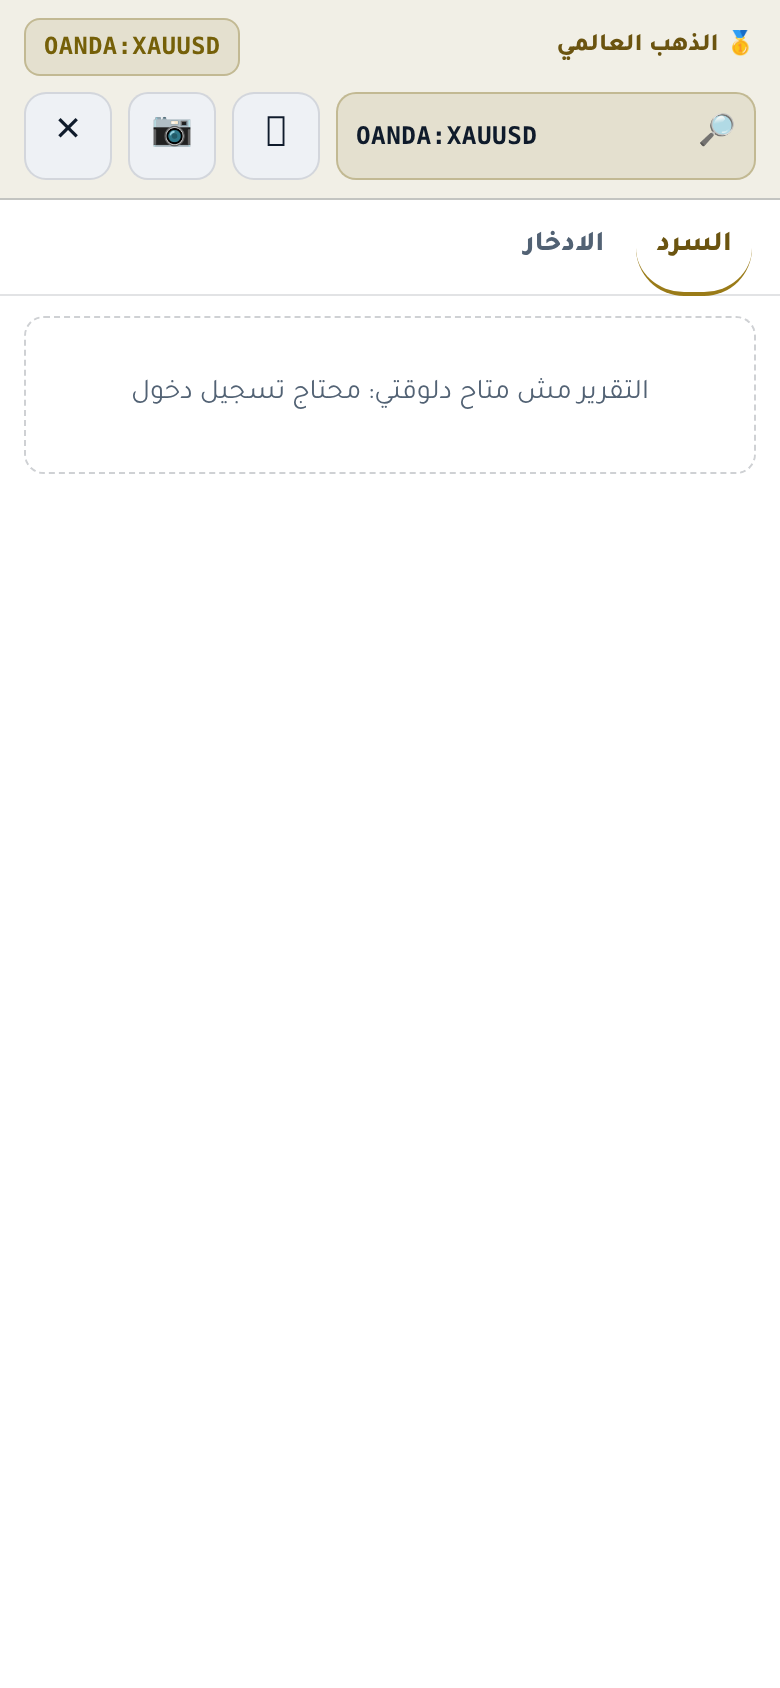 🥇 الذهب العالمي
OANDA:XAUUSD
OANDA:XAUUSD
✕
السرد
الادخار
التقرير مش متاح دلوقتي: محتاج تسجيل دخول